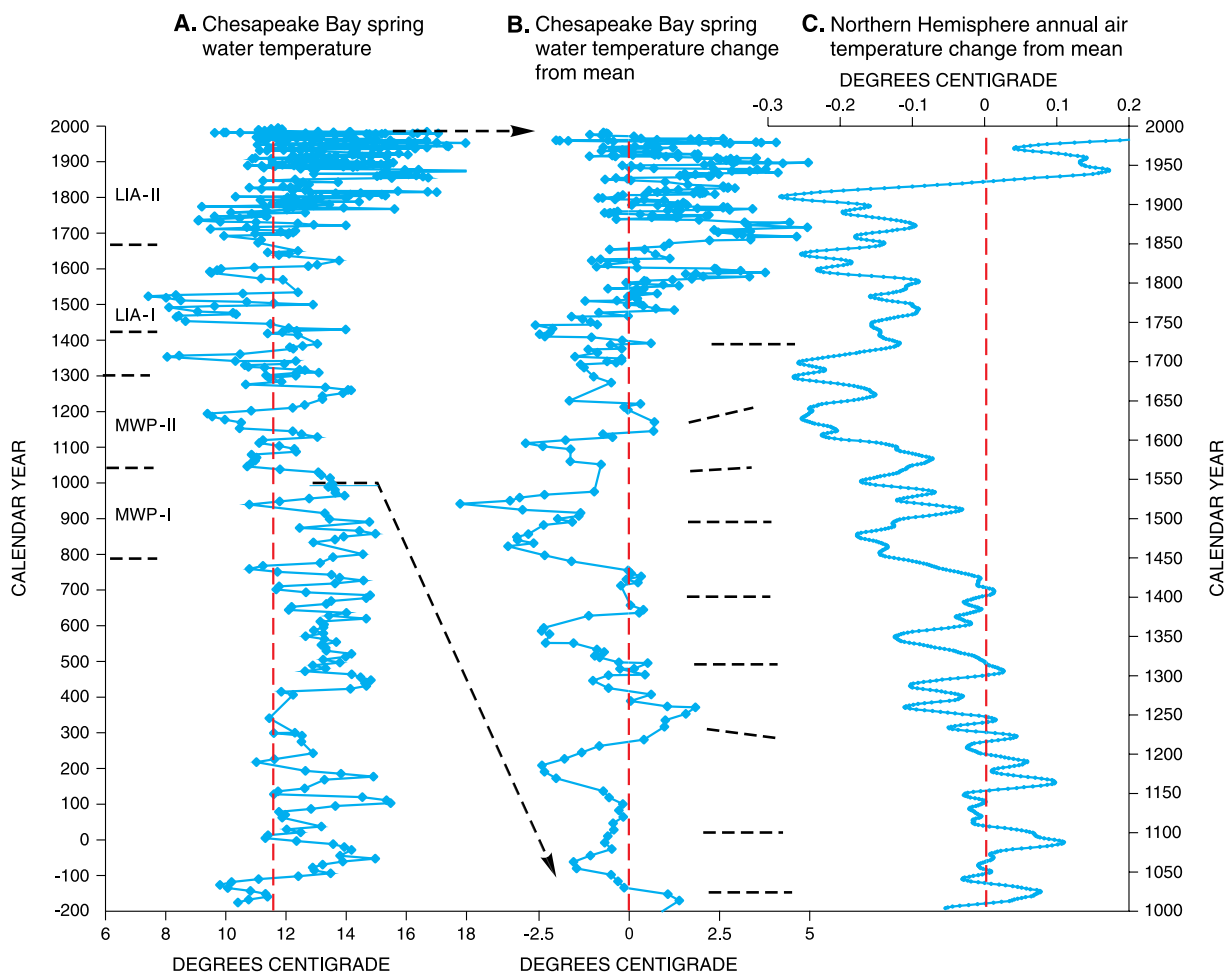 A. Chesapeake Bay spring
water temperature
B. Chesapeake Bay spring
water temperature change
from mean
C. Northern Hemisphere annual air
temperature change from mean
DEGREES CENTIGRADE
-0.3 -0.2 -0.1 0 0.1 0.2
2000
1900
1800
1700
1600
1500
1400
1300
1200
1100
1000
900
800
700
600
500
400
300
200
100
0
-100
-200
CALENDAR YEAR
LIA-II
LIA-I
MWP-II
MWP-I
6 8 10 12 14 16 18
DEGREES CENTIGRADE
-2.5 0 2.5 5
DEGREES CENTIGRADE
2000
1950
1900
1850
1800
1750
1700
1650
1600
1550
1500
1450
1400
1350
1300
1250
1200
1150
1100
1050
1000
CALENDAR YEAR